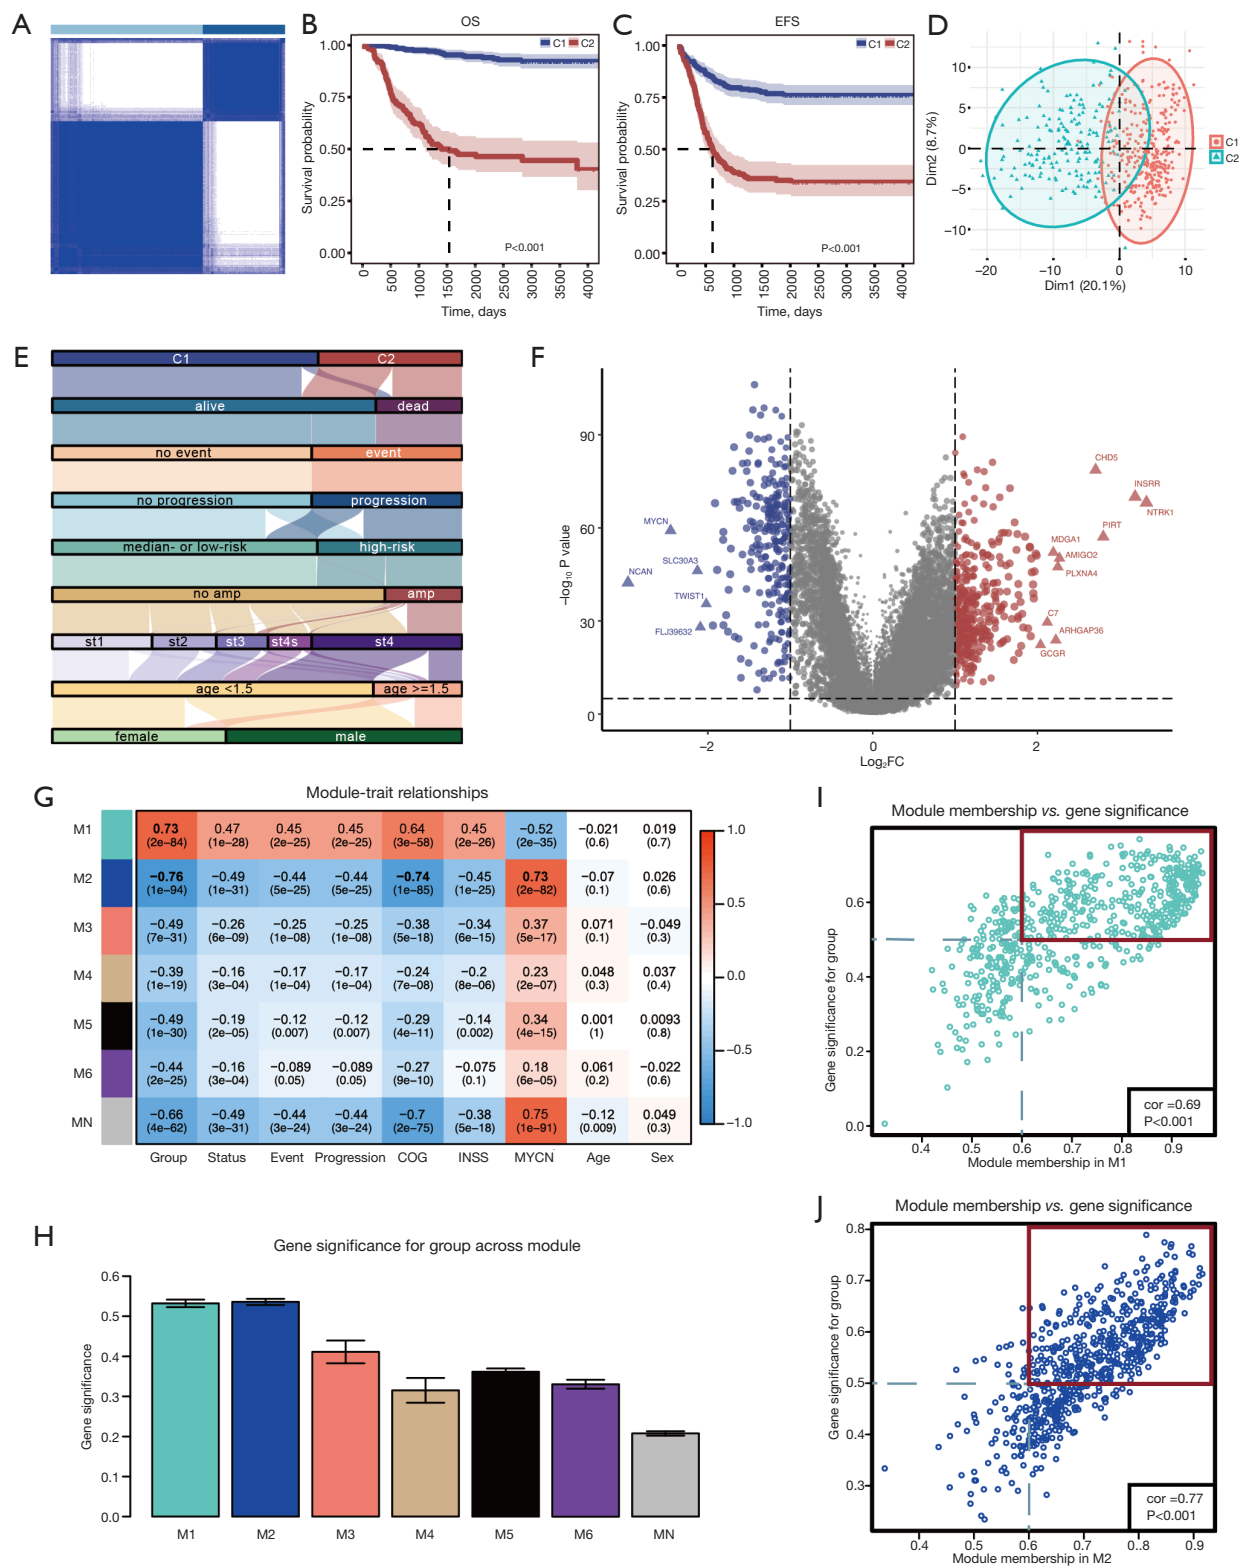 A
B
OS
C1 C2
1.00
0.75
0.50
0.25
0.00
Survival probability
P<0.001
0 500 1000 1500 2000 2500 3000 3500 4000
Time, days
C
EFS
C1 C2
1.00
0.75
0.50
0.25
0.00
Survival probability
P<0.001
0 500 1000 1500 2000 2500 3000 3500 4000
Time, days
D
10
5
0
−5
−10
Dim2 (8.7%)
−20 −10 0 10
Dim1 (20.1%)
C1
C2
E
C1 C2
alive dead
no event event
no progression progression
median- or low-risk high-risk
no amp amp
st1 st2 st3 st4s st4
age <1.5 age >=1.5
female male
F
90
60
30
0
−log10 P value
CHD5
INSRR
NTRK1
MYCN
PIRT
MDGA1
AMIGO2
SLC30A3
PLXNA4
NCAN
TWIST1
C7
FLJ39632
ARHGAP36
GCGR
−2 0 2
Log2FC
G
Module-trait relationships
M1 0.73 0.47 0.45 0.45 0.64 0.45 −0.52 −0.021 0.019
(2e−84) (1e−28) (2e−25) (2e−25) (3e−58) (2e−26) (2e−35) (0.6) (0.7)
M2 −0.76 −0.49 −0.44 −0.44 −0.74 −0.45 0.73 −0.07 0.026
(1e−94) (1e−31) (5e−25) (5e−25) (1e−85) (1e−25) (2e−82) (0.1) (0.6)
M3 −0.49 −0.26 −0.25 −0.25 −0.38 −0.34 0.37 0.071 −0.049
(7e−31) (6e−09) (1e−08) (1e−08) (5e−18) (6e−15) (5e−17) (0.1) (0.3)
M4 −0.39 −0.16 −0.17 −0.17 −0.24 −0.2 0.23 0.048 0.037
(1e−19) (3e−04) (1e−04) (1e−04) (7e−08) (8e−06) (2e−07) (0.3) (0.4)
M5 −0.49 −0.19 −0.12 −0.12 −0.29 −0.14 0.34 0.001 0.0093
(1e−30) (2e−05) (0.007) (0.007) (4e−11) (0.002) (4e−15) (1) (0.8)
M6 −0.44 −0.16 −0.089 −0.089 −0.27 −0.075 0.18 0.061 −0.022
(2e−25) (3e−04) (0.05) (0.05) (9e−10) (0.1) (6e−05) (0.2) (0.6)
MN −0.66 −0.49 −0.44 −0.44 −0.7 −0.38 0.75 −0.12 0.049
(4e−62) (3e−31) (3e−24) (3e−24) (2e−75) (5e−18) (1e−91) (0.009) (0.3)
Group Status Event Progression COG INSS MYCN Age Sex
1.0
0.5
0.0
−0.5
−1.0
H
Gene significance for group across module
0.6
0.5
0.4
0.3
0.2
0.1
0.0
Gene significance
M1 M2 M3 M4 M5 M6 MN
I
Module membership vs. gene significance
0.6
0.4
0.2
0.0
Gene significance for group
cor =0.69
P<0.001
0.4 0.5 0.6 0.7 0.8 0.9
Module membership in M1
J
Module membership vs. gene significance
0.8
0.7
0.6
0.5
0.4
0.3
Gene significance for group
cor =0.77
P<0.001
0.4 0.5 0.6 0.7 0.8 0.9
Module membership in M2